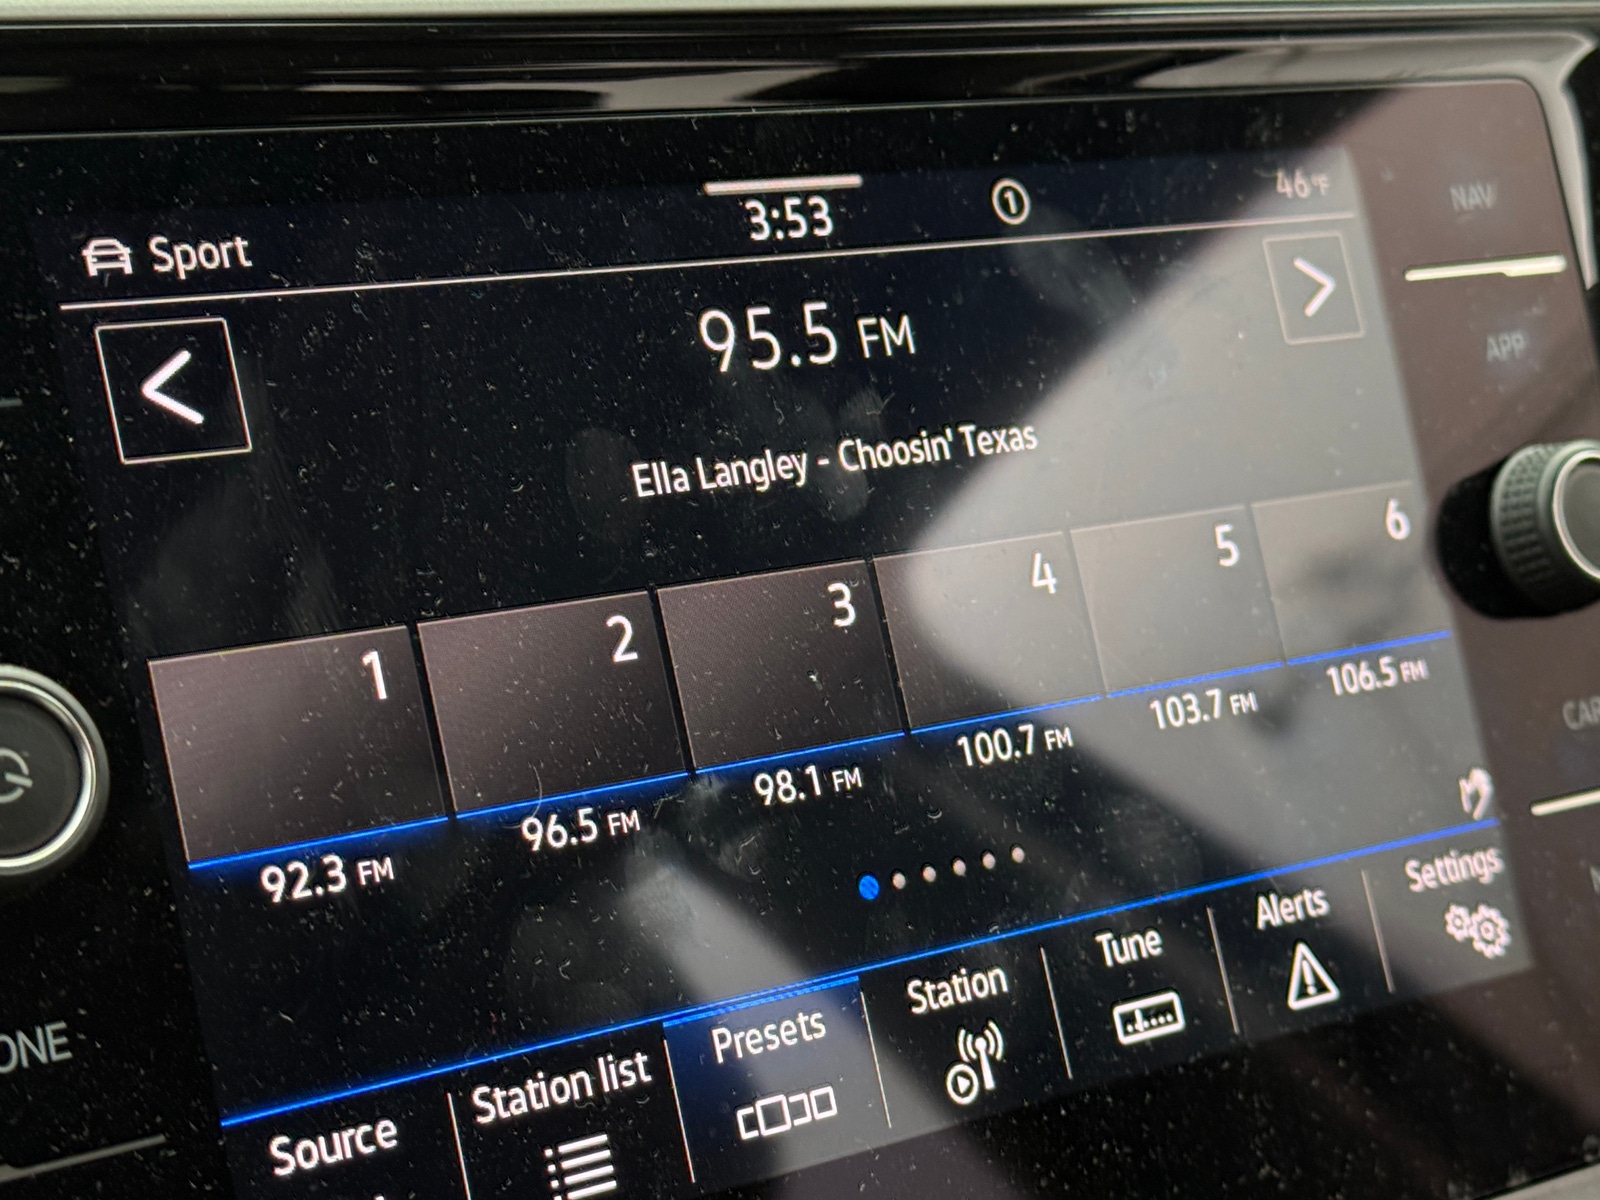 Sport
3:53
1
46°F
NAV
<
95.5 FM
>
APP
Ella Langley - Choosin' Texas
1
2
3
4
5
6
92.3 FM
96.5 FM
98.1 FM
100.7 FM
103.7 FM
106.5 FM
Source
Station list
Presets
Station
Tune
Alerts
Settings